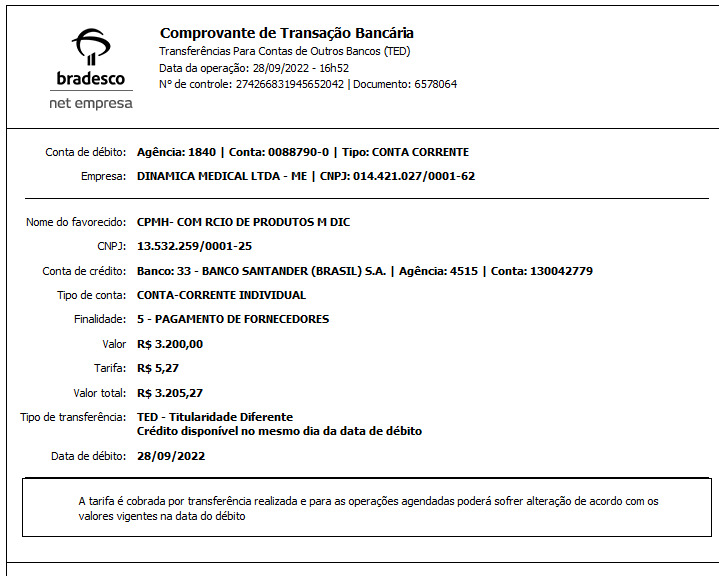 Comprovante de Transação Bancária
Transferências Para Contas de Outros Bancos (TED)
Data da operação: 28/09/2022 - 16h52
N° de controle: 274266831945652042 | Documento: 6578064
bradesco
net empresa
Conta de débito: Agência: 1840 | Conta: 0088790-0 | Tipo: CONTA CORRENTE
Empresa: DINAMICA MEDICAL LTDA - ME | CNPJ: 014.421.027/0001-62
Nome do favorecido: CPMH- COM RCIO DE PRODUTOS M DIC
CNPJ: 13.532.259/0001-25
Conta de crédito: Banco: 33 - BANCO SANTANDER (BRASIL) S.A. | Agência: 4515 | Conta: 130042779
Tipo de conta: CONTA-CORRENTE INDIVIDUAL
Finalidade: 5 - PAGAMENTO DE FORNECEDORES
Valor R$ 3.200,00
Tarifa: R$ 5,27
Valor total: R$ 3.205,27
Tipo de transferência: TED - Titularidade Diferente
Crédito disponível no mesmo dia da data de débito
Data de débito: 28/09/2022
A tarifa é cobrada por transferência realizada e para as operações agendadas poderá sofrer alteração de acordo com os
valores vigentes na data do débito